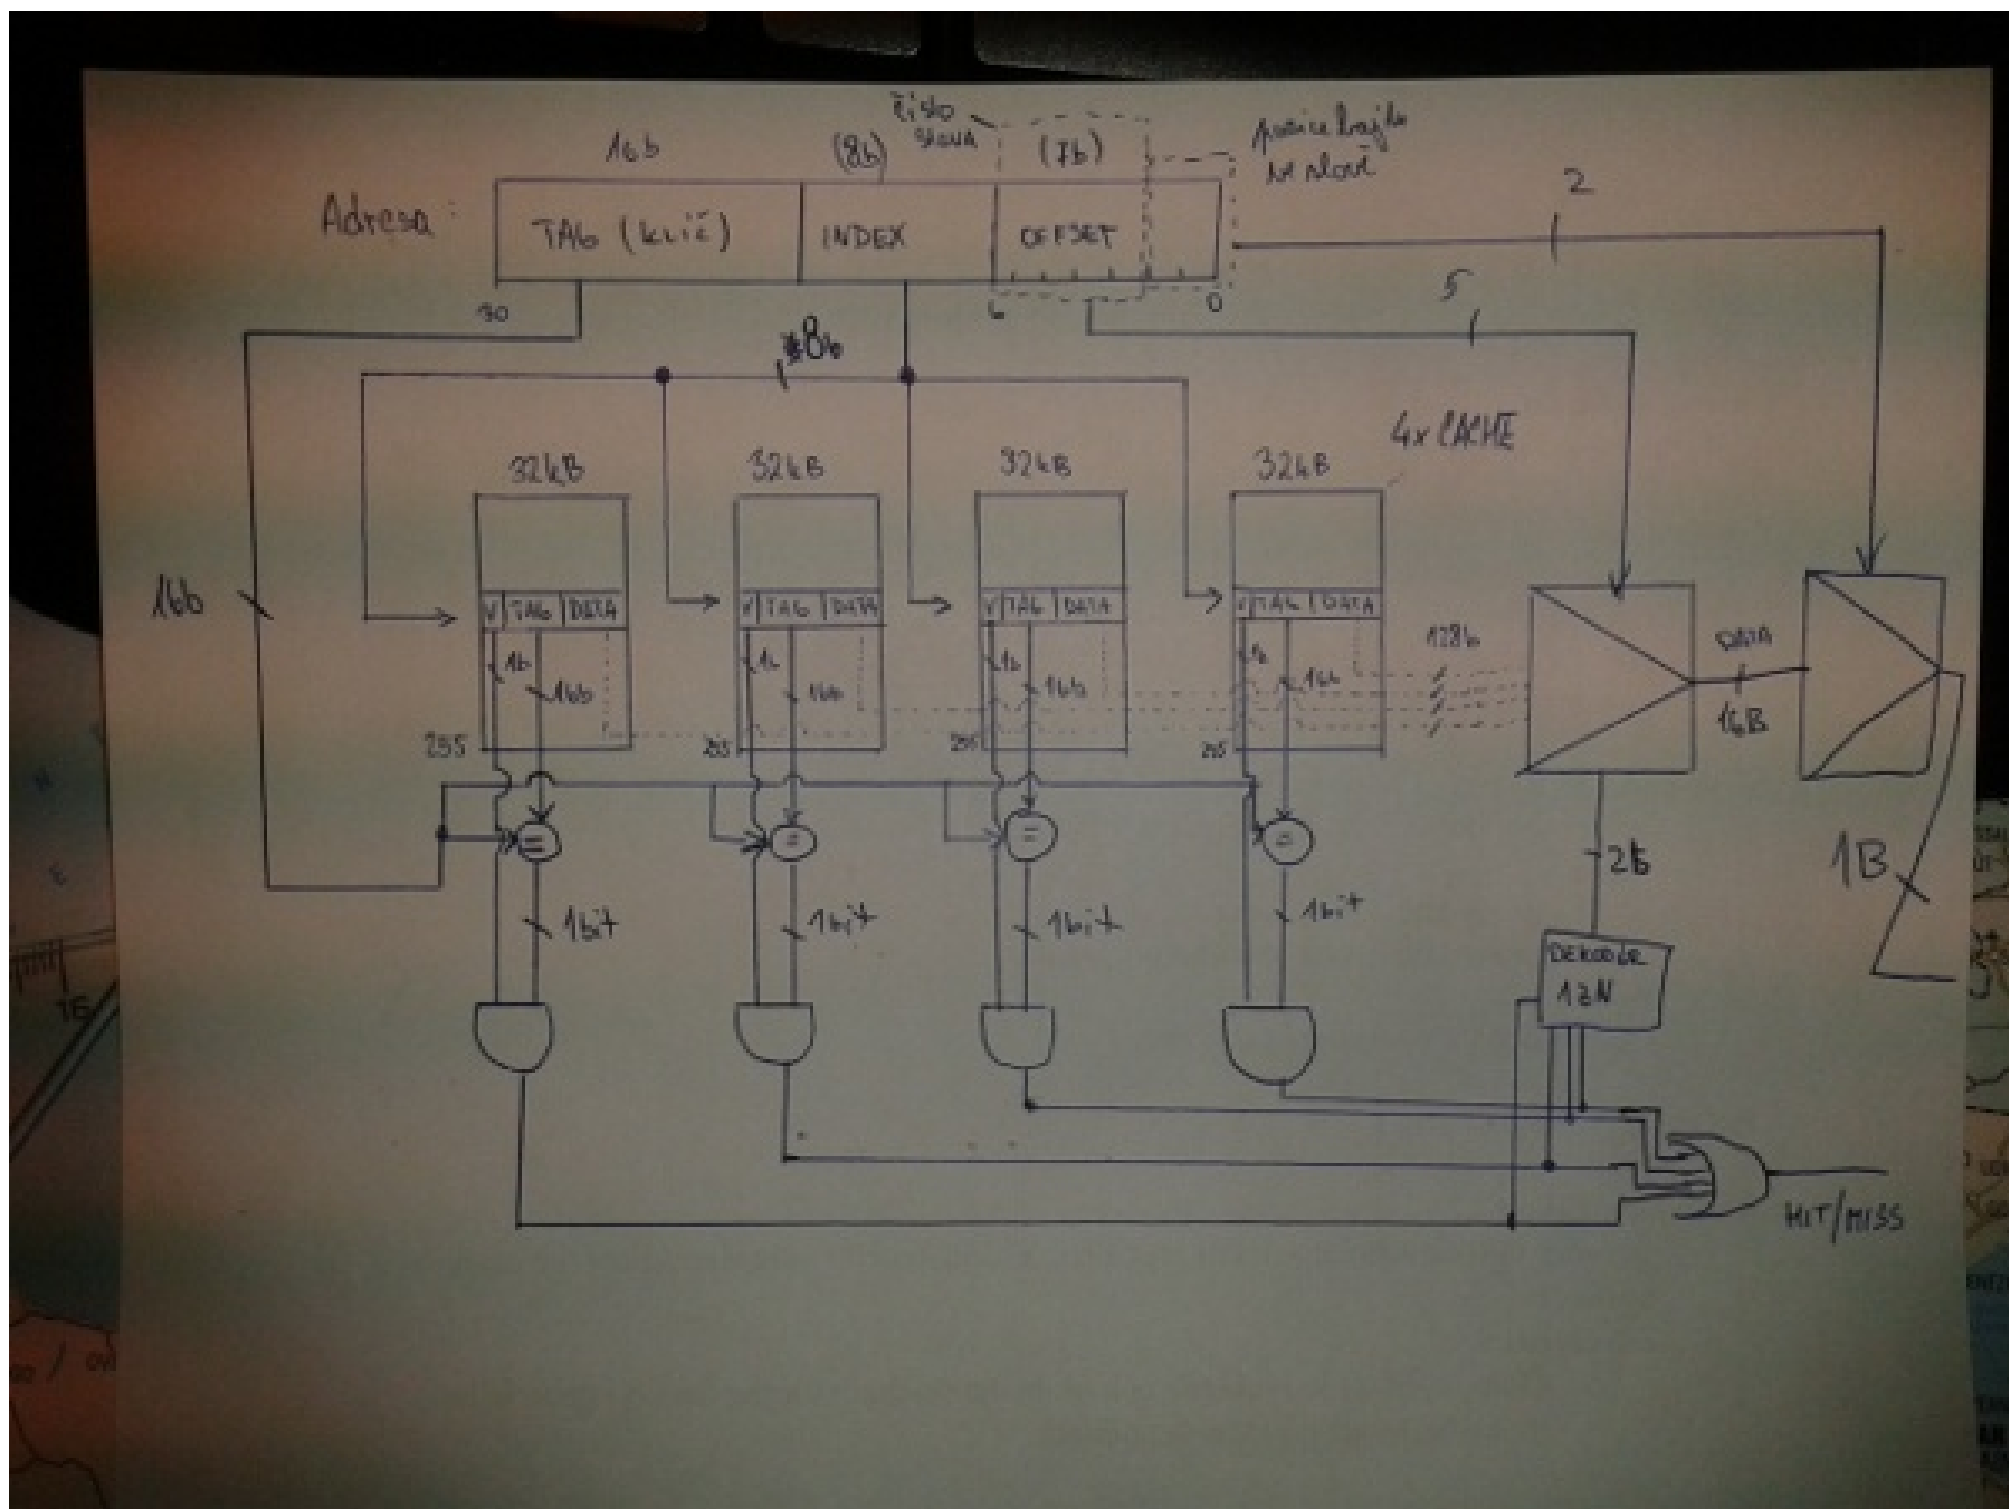 číslo
slova
pozice bajtu
ve slově
16b
(8b)
(7b)
2
Adresa:
TAG (klíč)
INDEX
OFFSET
30
6
0
5
8b
4x CACHE
32kB
32kB
32kB
32kB
16b
V TAG DATA
V TAG DATA
V TAG DATA
V TAG DATA
128b
DATA
16B
1b
16b
1b
16b
1b
16b
1b
16b
255
255
255
255
=
=
=
=
2b
1B
1bit
1bit
1bit
1bit
DEKODÉR
1zN
HIT/MISS